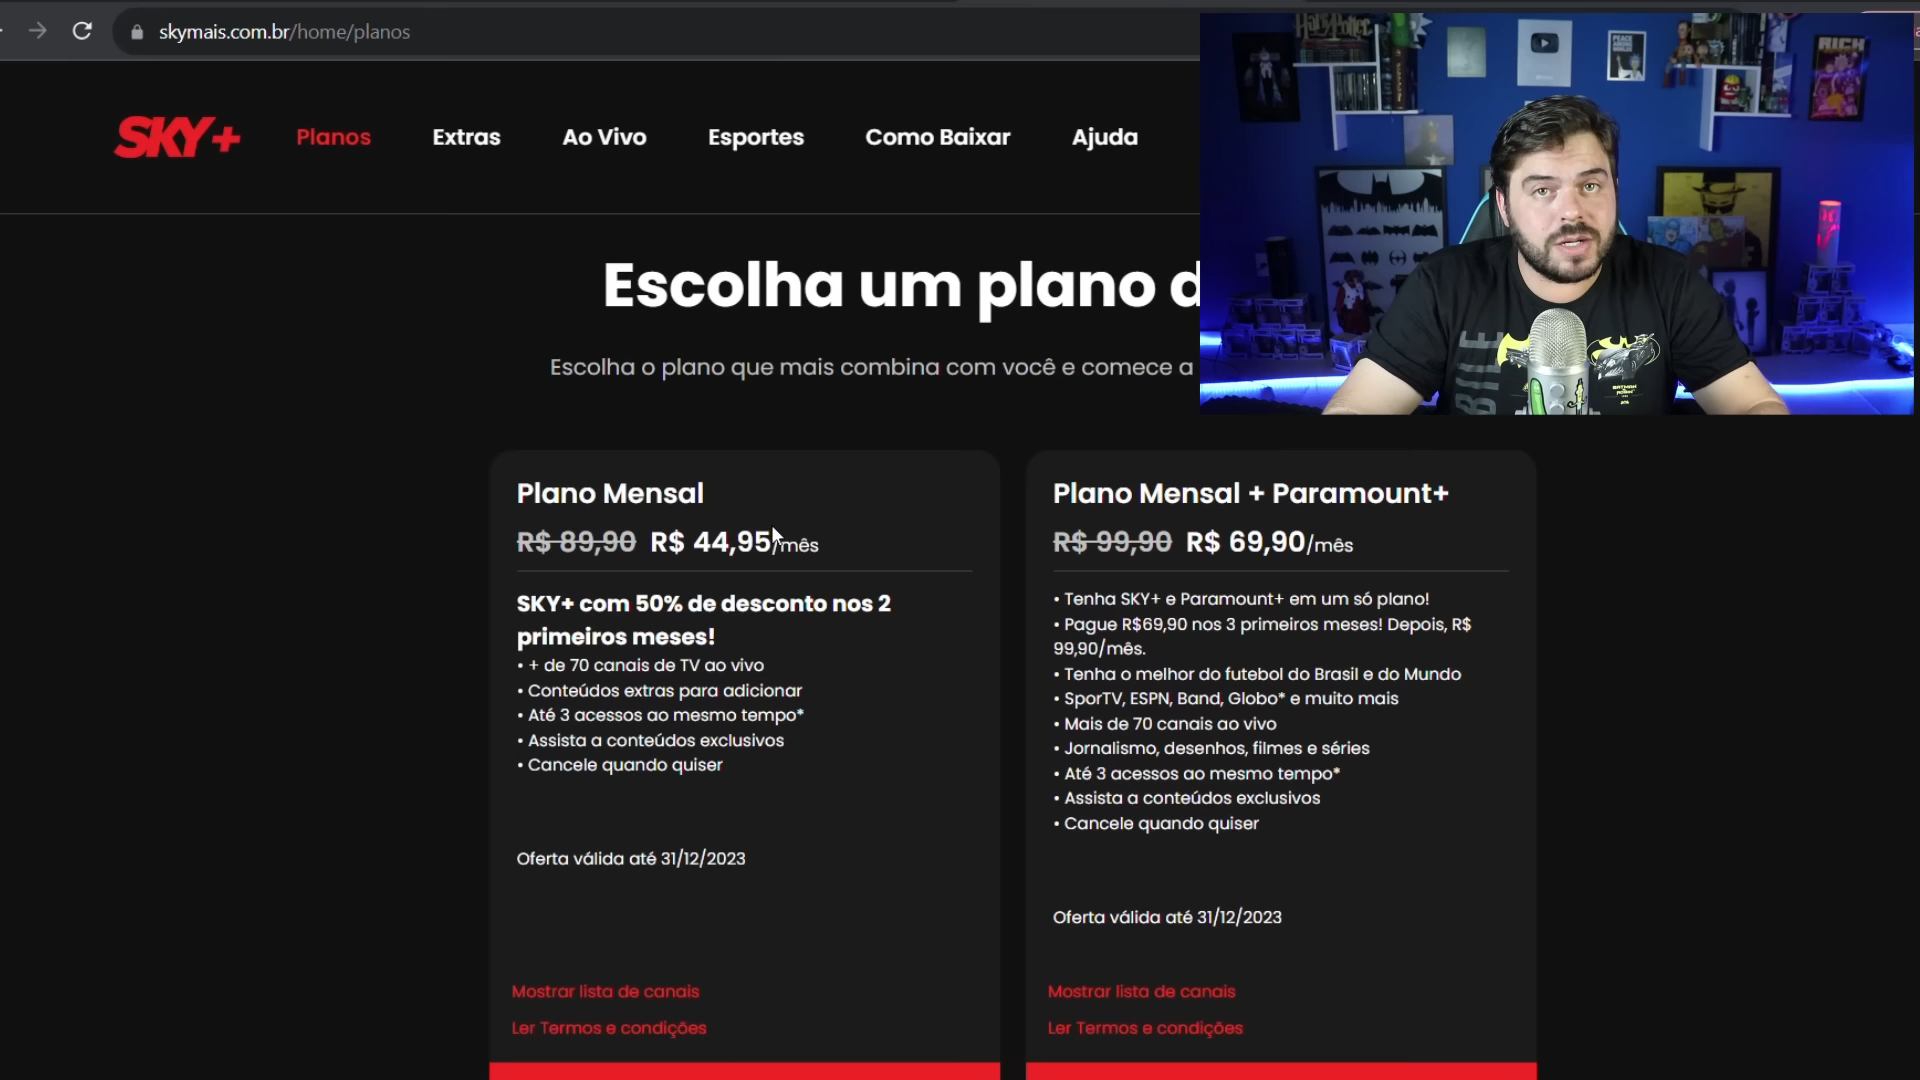 skymais.com.br/home/planos
SKY+ Planos Extras Ao Vivo Esportes Como Baixar Ajuda
Escolha um plano d
Escolha o plano que mais combina com você e comece a
Plano Mensal
R$ 89,90 R$ 44,95/mês
SKY+ com 50% de desconto nos 2
primeiros meses!
• + de 70 canais de TV ao vivo
• Conteúdos extras para adicionar
• Até 3 acessos ao mesmo tempo*
• Assista a conteúdos exclusivos
• Cancele quando quiser
Oferta válida até 31/12/2023
Mostrar lista de canais
Ler Termos e condições
Plano Mensal + Paramount+
R$ 99,90 R$ 69,90/mês
• Tenha SKY+ e Paramount+ em um só plano!
• Pague R$69,90 nos 3 primeiros meses! Depois, R$
99,90/mês.
• Tenha o melhor do futebol do Brasil e do Mundo
• SporTV, ESPN, Band, Globo* e muito mais
• Mais de 70 canais ao vivo
• Jornalismo, desenhos, filmes e séries
• Até 3 acessos ao mesmo tempo*
• Assista a conteúdos exclusivos
• Cancele quando quiser
Oferta válida até 31/12/2023
Mostrar lista de canais
Ler Termos e condições
Harry Potter
PEACE
AMONG
WORLDS
RICK
BILE